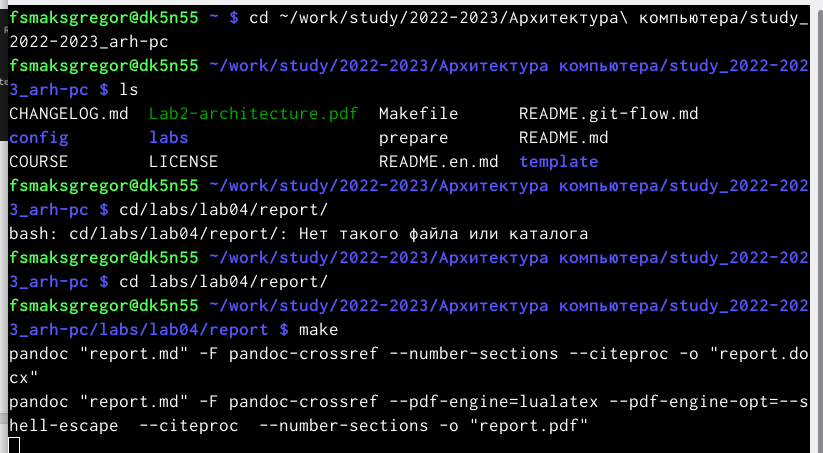 fsmaksgregor@dk5n55 ~ $ cd ~/work/study/2022-2023/Архитектура\ компьютера/study_
2022-2023_arh-pc
fsmaksgregor@dk5n55 ~/work/study/2022-2023/Архитектура компьютера/study_2022-202
3_arh-pc $ ls
CHANGELOG.md  Lab2-architecture.pdf  Makefile      README.git-flow.md
config        labs                   prepare       README.md
COURSE        LICENSE                README.en.md  template
fsmaksgregor@dk5n55 ~/work/study/2022-2023/Архитектура компьютера/study_2022-202
3_arh-pc $ cd/labs/lab04/report/
bash: cd/labs/lab04/report/: Нет такого файла или каталога
fsmaksgregor@dk5n55 ~/work/study/2022-2023/Архитектура компьютера/study_2022-202
3_arh-pc $ cd labs/lab04/report/
fsmaksgregor@dk5n55 ~/work/study/2022-2023/Архитектура компьютера/study_2022-202
3_arh-pc/labs/lab04/report $ make
pandoc "report.md" -F pandoc-crossref --number-sections --citeproc -o "report.do
cx"
pandoc "report.md" -F pandoc-crossref --pdf-engine=lualatex --pdf-engine-opt=--s
hell-escape  --citeproc  --number-sections -o "report.pdf"